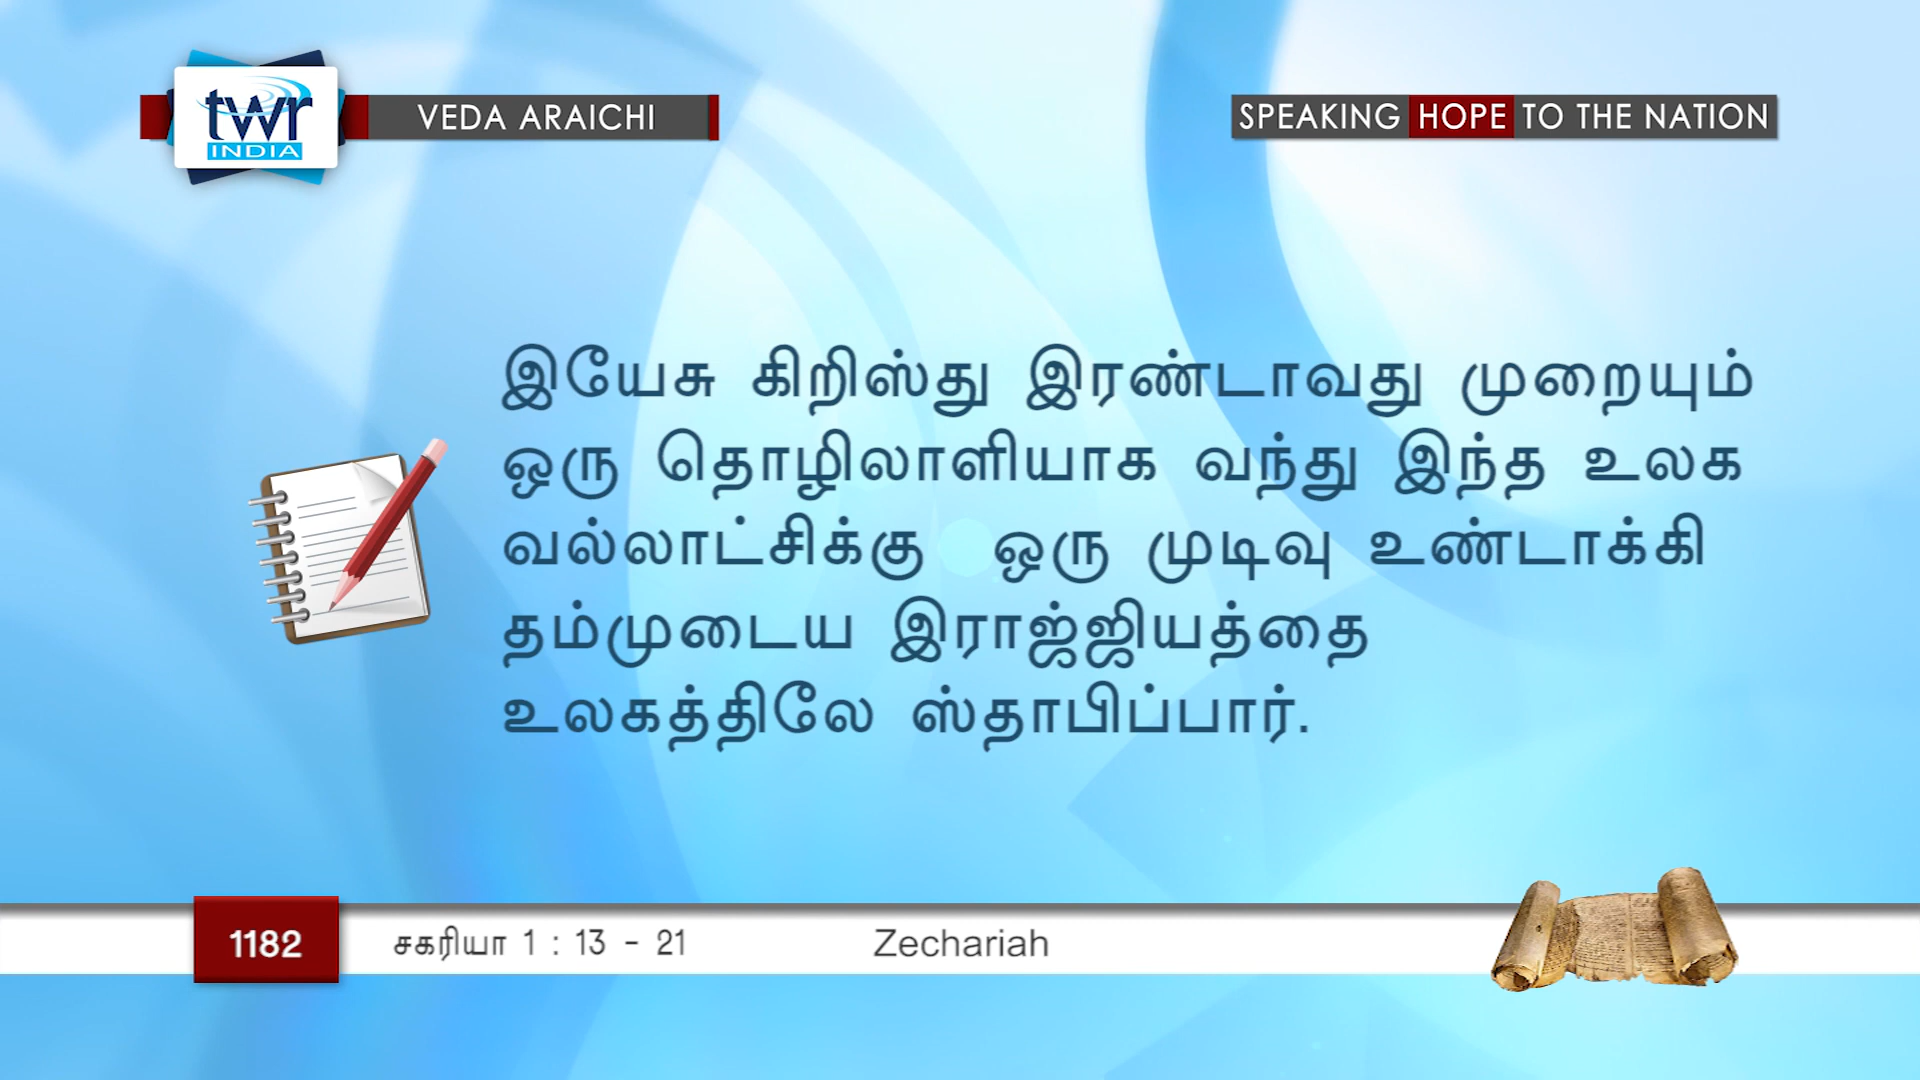 twr
INDIA
VEDA ARAICHI
SPEAKING HOPE TO THE NATION
இயேசு கிறிஸ்து இரண்டாவது முறையும்
ஒரு தொழிலாளியாக வந்து இந்த உலக
வல்லாட்சிக்கு ஒரு முடிவு உண்டாக்கி
தம்முடைய இராஜ்ஜியத்தை
உலகத்திலே ஸ்தாபிப்பார்.
1182
சகரியா 1 : 13 - 21
Zechariah